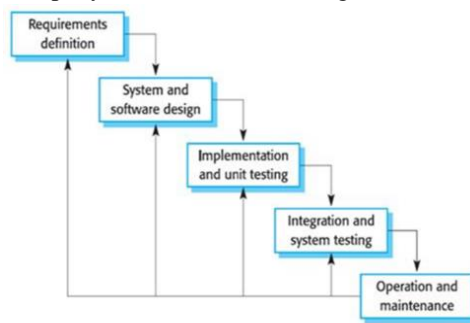 Requirements
definition
System and
software design
Implementation
and unit testing
Integration and
system testing
Operation and
maintenance